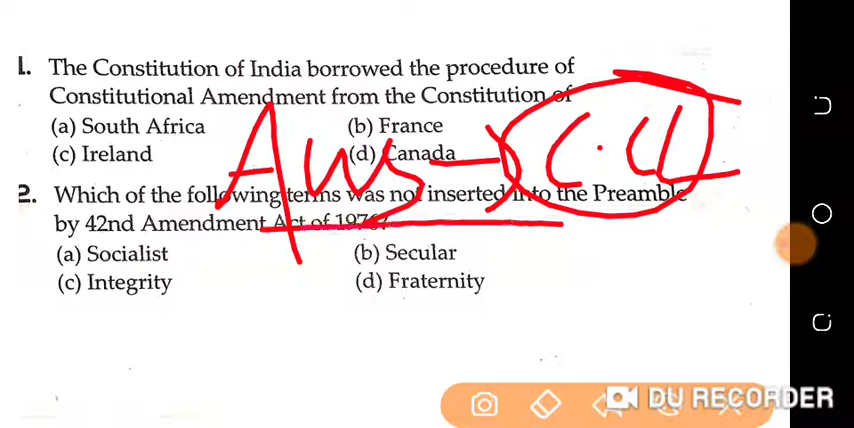 1. The Constitution of India borrowed the procedure of
Constitutional Amendment from the Constitution of
(a) South Africa (b) France
(c) Ireland (d) Canada
2. Which of the following terms was not inserted into the Preamble
by 42nd Amendment Act of 1976?
(a) Socialist (b) Secular
(c) Integrity (d) Fraternity
Aws-
DU RECORDER